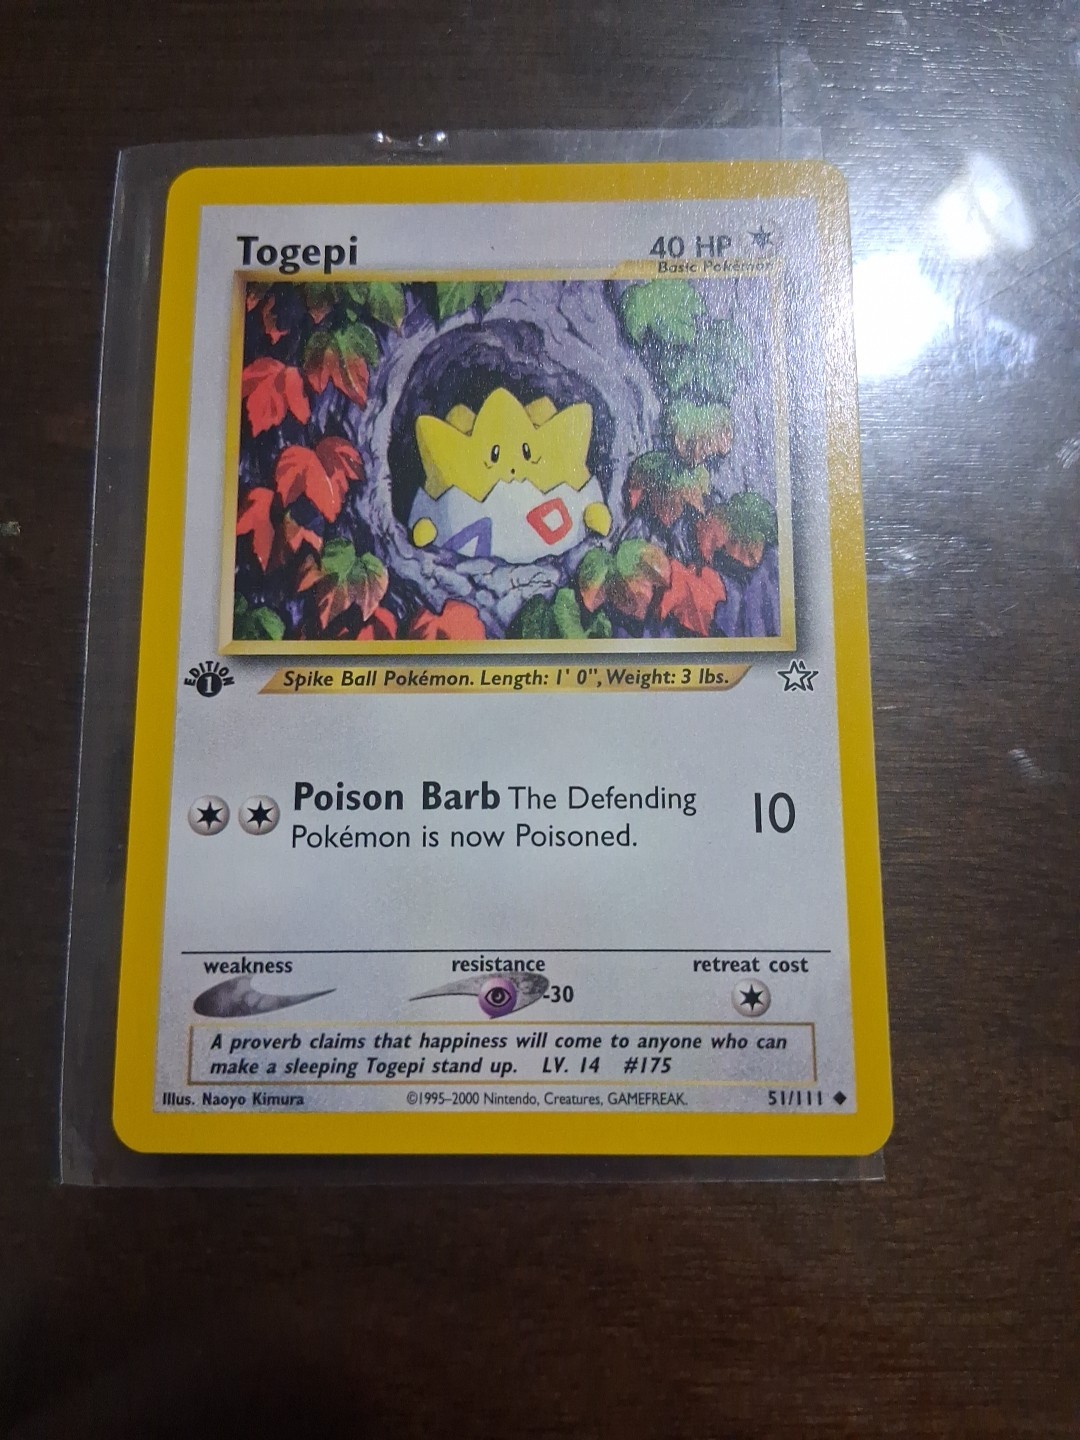 Togepi
40 HP
Basic Pokémon
EDITION
1
Spike Ball Pokémon. Length: 1' 0", Weight: 3 lbs.
Poison Barb The Defending
Pokémon is now Poisoned.
10
weakness
resistance
retreat cost
-30
A proverb claims that happiness will come to anyone who can
make a sleeping Togepi stand up. LV. 14 #175
Illus. Naoyo Kimura
©1995–2000 Nintendo, Creatures, GAMEFREAK.
51/111